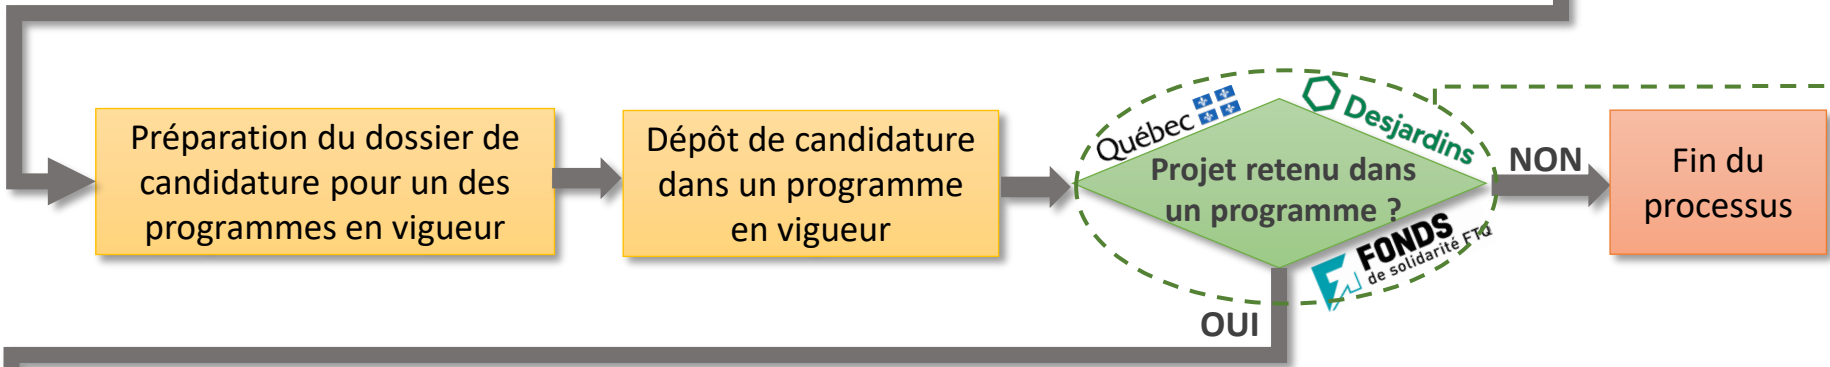 Préparation du dossier de
candidature pour un des
programmes en vigueur
Dépôt de candidature
dans un programme
en vigueur
Québec
Desjardins
Projet retenu dans
un programme ?
FONDS
de solidarité FTQ
NON
Fin du
processus
OUI